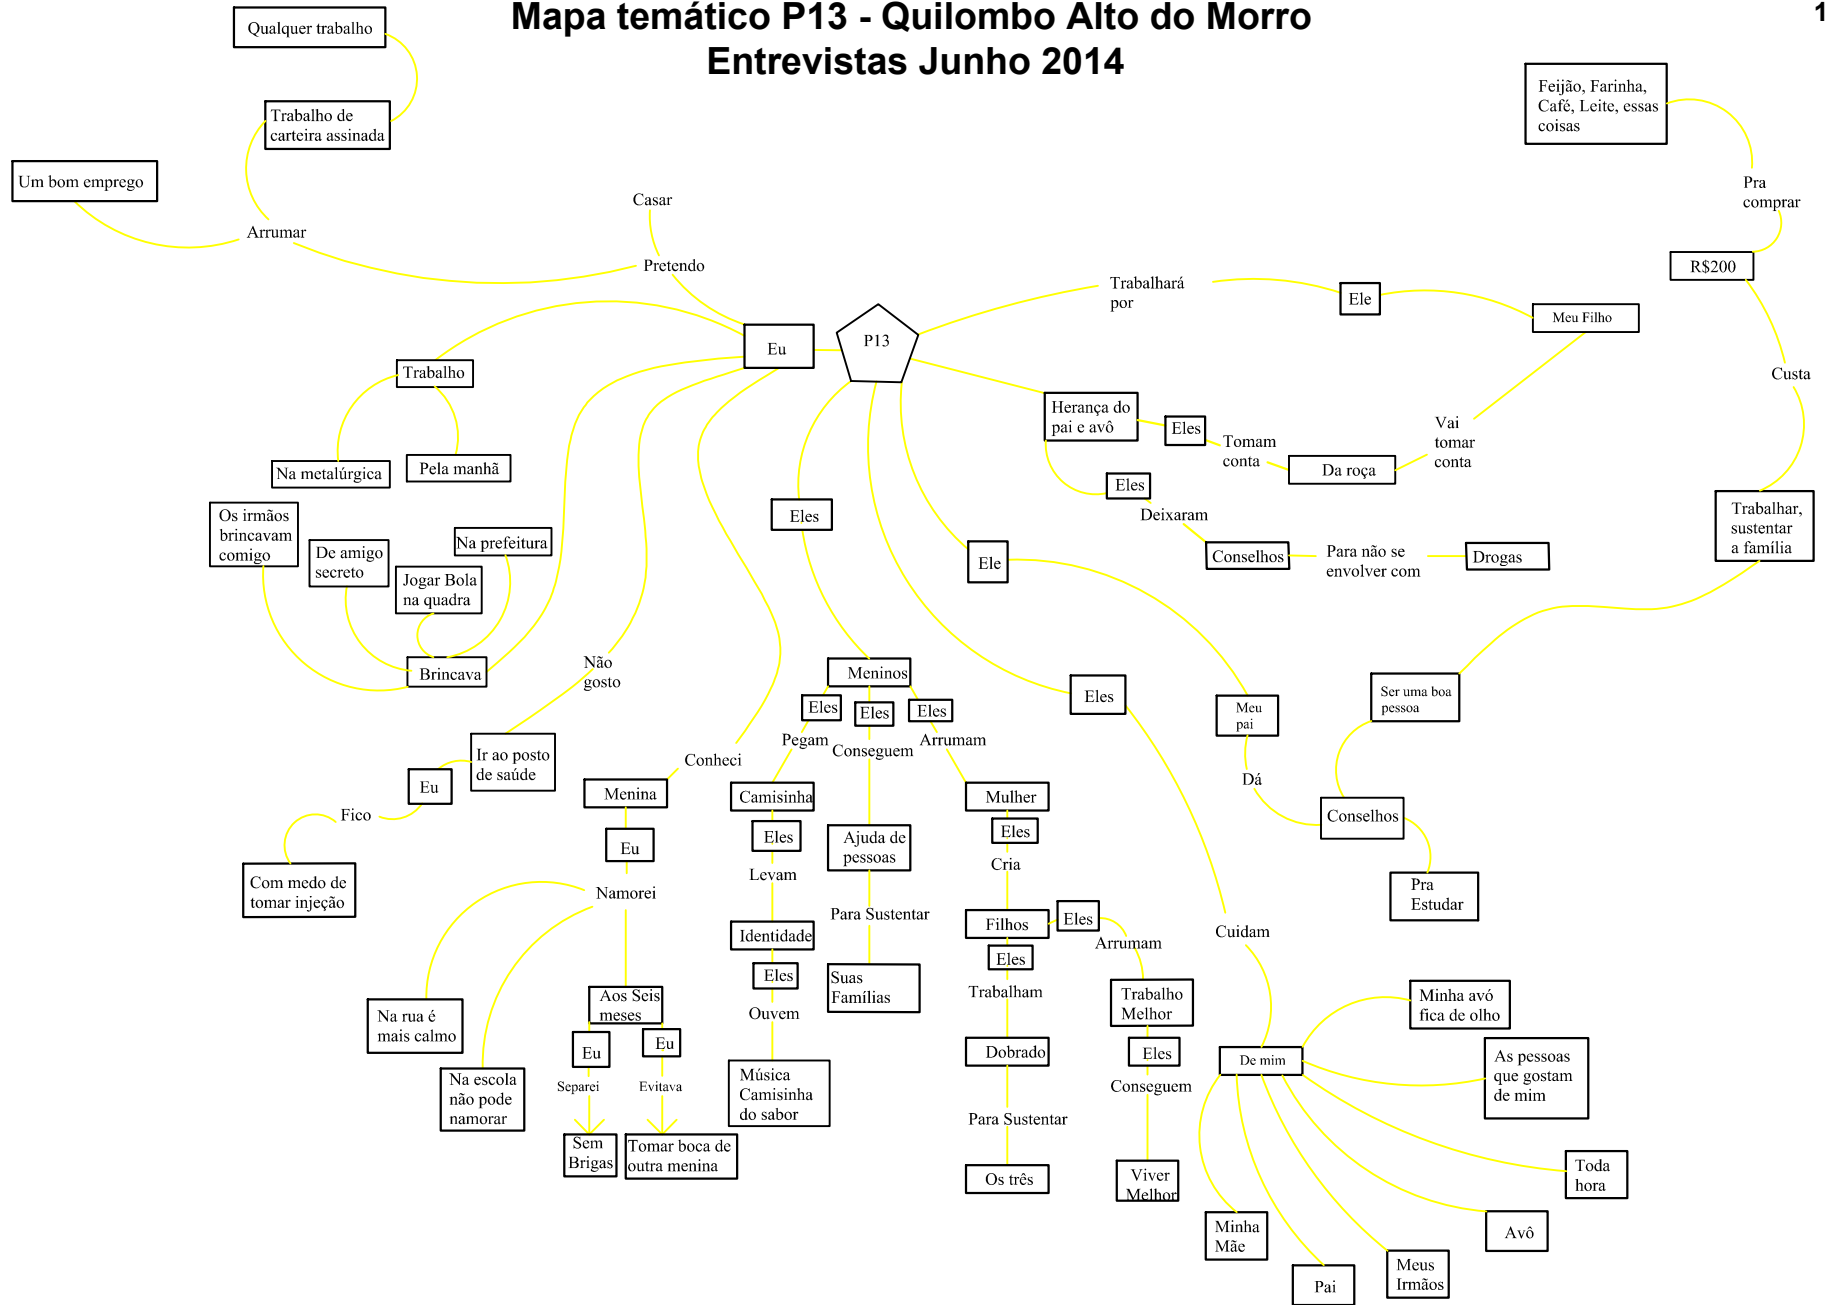 Mapa temático P13 - Quilombo Alto do Morro
Entrevistas Junho 2014
1
Qualquer trabalho
Trabalho de
carteira assinada
Um bom emprego
Arrumar
Casar
Pretendo
Eu
P13
Trabalho
Na metalúrgica
Pela manhã
Os irmãos
brincavam
comigo
De amigo
secreto
Jogar Bola
na quadra
Na prefeitura
Brincava
Não
gosto
Ir ao posto
de saúde
Eu
Fico
Com medo de
tomar injeção
Conheci
Menina
Eu
Namorei
Na rua é
mais calmo
Na escola
não pode
namorar
Aos Seis
meses
Eu
Separei
Sem
Brigas
Eu
Evitava
Tomar boca de
outra menina
Eles
Meninos
Eles
Pegam
Camisinha
Eles
Levam
Identidade
Eles
Ouvem
Música
Camisinha
do sabor
Eles
Conseguem
Ajuda de
pessoas
Para Sustentar
Suas
Famílias
Eles
Arrumam
Mulher
Eles
Cria
Filhos
Eles
Trabalham
Dobrado
Para Sustentar
Os três
Eles
Arrumam
Trabalho
Melhor
Eles
Conseguem
Viver
Melhor
Trabalhará
por
Ele
Meu Filho
Herança do
pai e avô
Eles
Tomam
conta
Da roça
Vai
tomar
conta
Eles
Deixaram
Conselhos
Para não se
envolver com
Drogas
Ele
Meu
pai
Dá
Conselhos
Pra
Estudar
Ser uma boa
pessoa
Trabalhar,
sustentar
a família
Custa
R$200
Pra
comprar
Feijão, Farinha,
Café, Leite, essas
coisas
Eles
Cuidam
De mim
Minha avó
fica de olho
As pessoas
que gostam
de mim
Toda
hora
Avô
Meus
Irmãos
Pai
Minha
Mãe